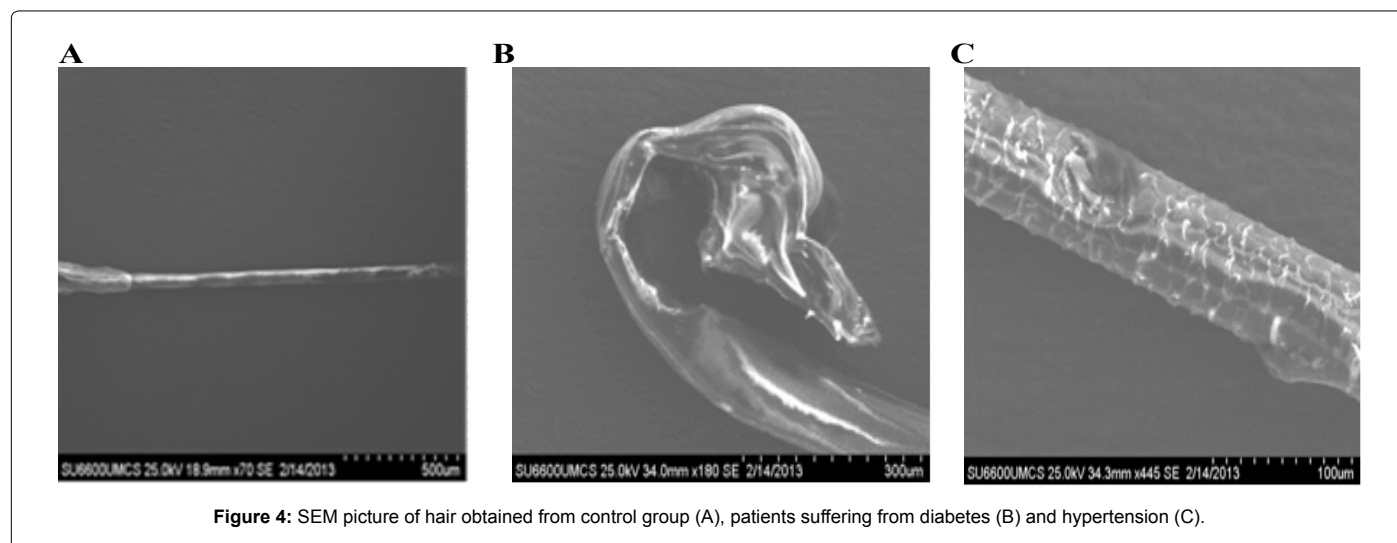 A
B
C
SU6600UMCS 25.0kV 18.9mm x70 SE 2/14/2013
500um
SU6600UMCS 25.0kV 34.0mm x180 SE 2/14/2013
300um
SU6600UMCS 25.0kV 34.3mm x445 SE 2/14/2013
100um
Figure 4: SEM picture of hair obtained from control group (A), patients suffering from diabetes (B) and hypertension (C).